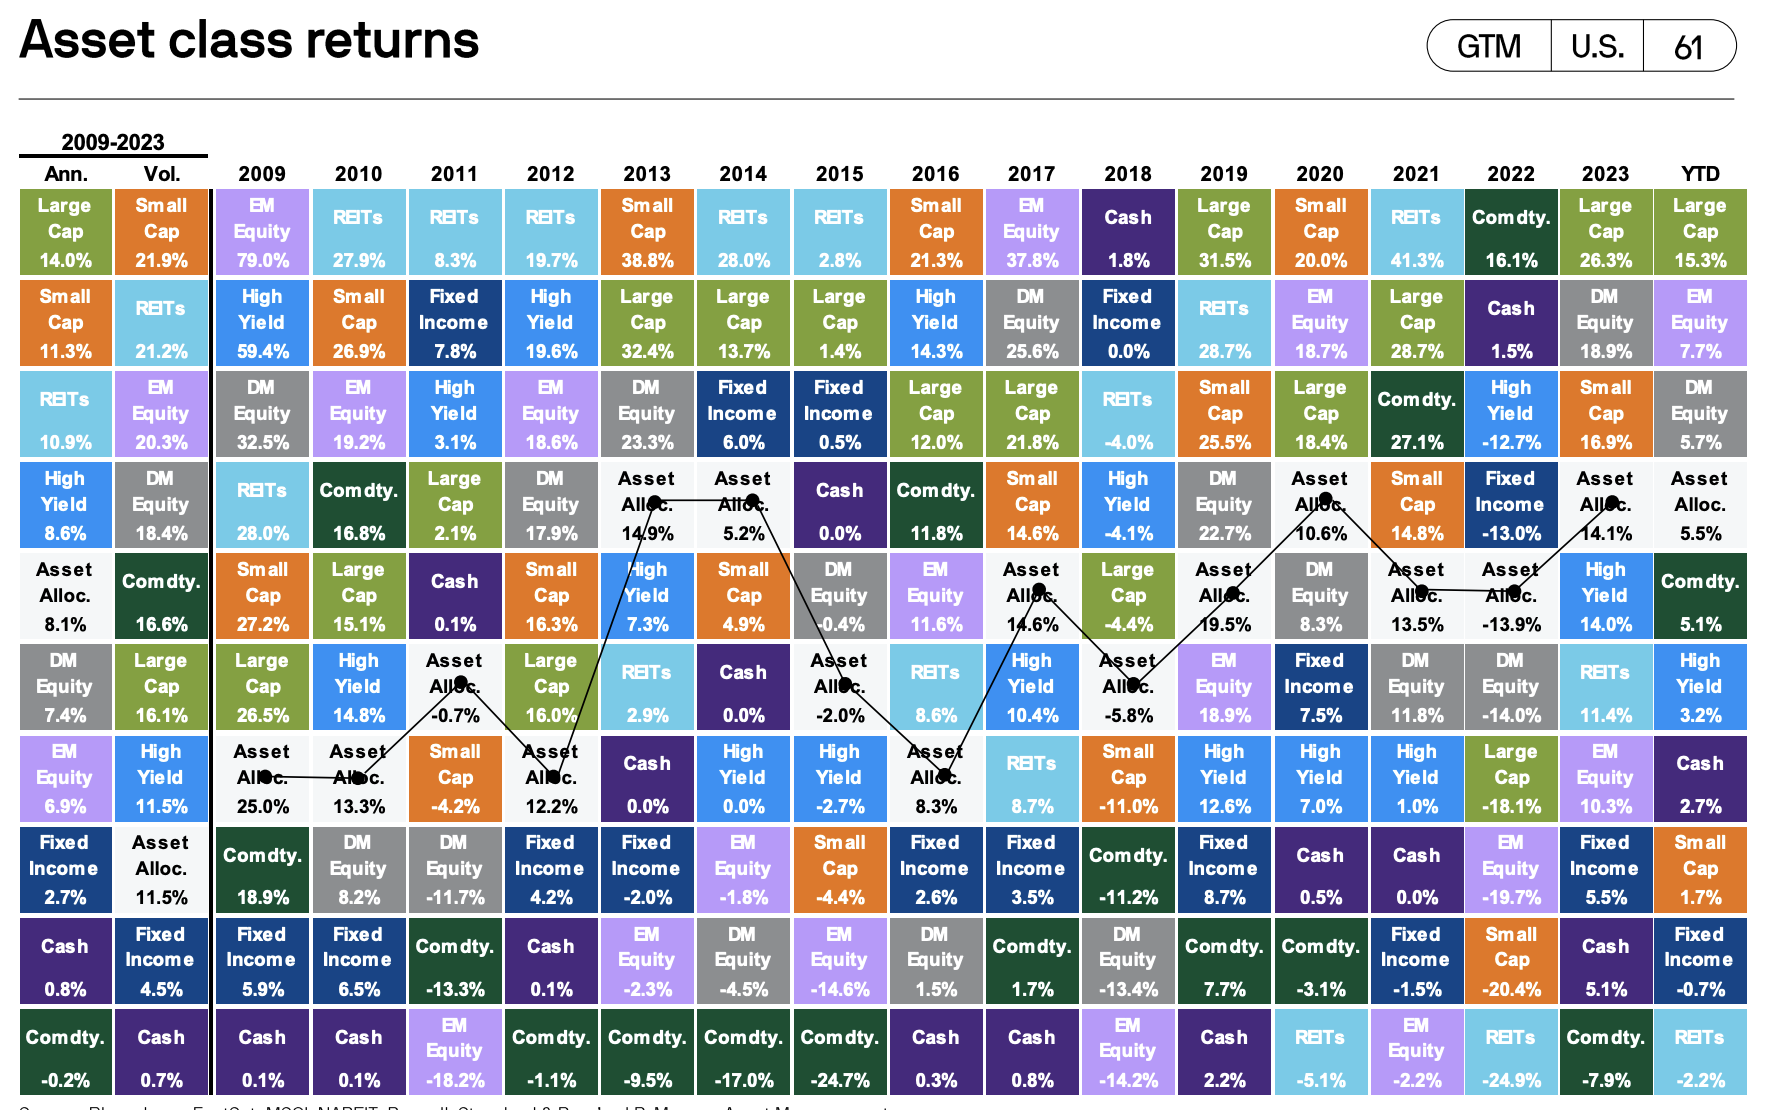 Asset class returns
GTM U.S. 61
2009-2023
Ann. Vol. 2009 2010 2011 2012 2013 2014 2015 2016 2017 2018 2019 2020 2021 2022 2023 YTD
Large Cap 14.0% Small Cap 21.9% EM Equity 79.0% REITs 27.9% REITs 8.3% REITs 19.7% Small Cap 38.8% REITs 28.0% REITs 2.8% Small Cap 21.3% EM Equity 37.8% Cash 1.8% Large Cap 31.5% Small Cap 20.0% REITs 41.3% Comdty. 16.1% Large Cap 26.3% Large Cap 15.3%
Small Cap 11.3% REITs 21.2% High Yield 59.4% Small Cap 26.9% Fixed Income 7.8% High Yield 19.6% Large Cap 32.4% Large Cap 13.7% Large Cap 1.4% High Yield 14.3% DM Equity 25.6% Fixed Income 0.0% REITs 28.7% EM Equity 18.7% Large Cap 28.7% Cash 1.5% DM Equity 18.9% EM Equity 7.7%
REITs 10.9% EM Equity 20.3% DM Equity 32.5% EM Equity 19.2% High Yield 3.1% EM Equity 18.6% DM Equity 23.3% Fixed Income 6.0% Fixed Income 0.5% Large Cap 12.0% Large Cap 21.8% REITs -4.0% Small Cap 25.5% Large Cap 18.4% Comdty. 27.1% High Yield -12.7% Small Cap 16.9% DM Equity 5.7%
High Yield 8.6% DM Equity 18.4% REITs 28.0% Comdty. 16.8% Large Cap 2.1% DM Equity 17.9% Asset Alloc. 14.9% Asset Alloc. 5.2% Cash 0.0% Comdty. 11.8% Small Cap 14.6% High Yield -4.1% DM Equity 22.7% Asset Alloc. 10.6% Small Cap 14.8% Fixed Income -13.0% Asset Alloc. 14.1% Asset Alloc. 5.5%
Asset Alloc. 8.1% Comdty. 16.6% Small Cap 27.2% Large Cap 15.1% Cash 0.1% Small Cap 16.3% High Yield 7.3% Small Cap 4.9% DM Equity -0.4% EM Equity 11.6% Asset Alloc. 14.6% Large Cap -4.4% Asset Alloc. 19.5% DM Equity 8.3% Asset Alloc. 13.5% Asset Alloc. -13.9% High Yield 14.0% Comdty. 5.1%
DM Equity 7.4% Large Cap 16.1% Large Cap 26.5% High Yield 14.8% Asset Alloc. -0.7% Large Cap 16.0% REITs 2.9% Cash 0.0% Asset Alloc. -2.0% REITs 8.6% High Yield 10.4% Asset Alloc. -5.8% EM Equity 18.9% Fixed Income 7.5% DM Equity 11.8% DM Equity -14.0% REITs 11.4% High Yield 3.2%
EM Equity 6.9% High Yield 11.5% Asset Alloc. 25.0% Asset Alloc. 13.3% Small Cap -4.2% Asset Alloc. 12.2% Cash 0.0% High Yield 0.0% High Yield -2.7% Asset Alloc. 8.3% REITs 8.7% Small Cap -11.0% High Yield 12.6% High Yield 7.0% High Yield 1.0% Large Cap -18.1% EM Equity 10.3% Cash 2.7%
Fixed Income 2.7% Asset Alloc. 11.5% Comdty. 18.9% DM Equity 8.2% DM Equity -11.7% Fixed Income 4.2% Fixed Income -2.0% EM Equity -1.8% Small Cap -4.4% Fixed Income 2.6% Fixed Income 3.5% Comdty. -11.2% Fixed Income 8.7% Cash 0.5% Cash 0.0% EM Equity -19.7% Fixed Income 5.5% Small Cap 1.7%
Cash 0.8% Fixed Income 4.5% Fixed Income 5.9% Fixed Income 6.5% Comdty. -13.3% Cash 0.1% EM Equity -2.3% DM Equity -4.5% EM Equity -14.6% DM Equity 1.5% Comdty. 1.7% DM Equity -13.4% Comdty. 7.7% Comdty. -3.1% Fixed Income -1.5% Small Cap -20.4% Cash 5.1% Fixed Income -0.7%
Comdty. -0.2% Cash 0.7% Cash 0.1% Cash 0.1% EM Equity -18.2% Comdty. -1.1% Comdty. -9.5% Comdty. -17.0% Comdty. -24.7% Cash 0.3% Cash 0.8% EM Equity -14.2% Cash 2.2% REITs -5.1% EM Equity -2.2% REITs -24.9% Comdty. -7.9% REITs -2.2%